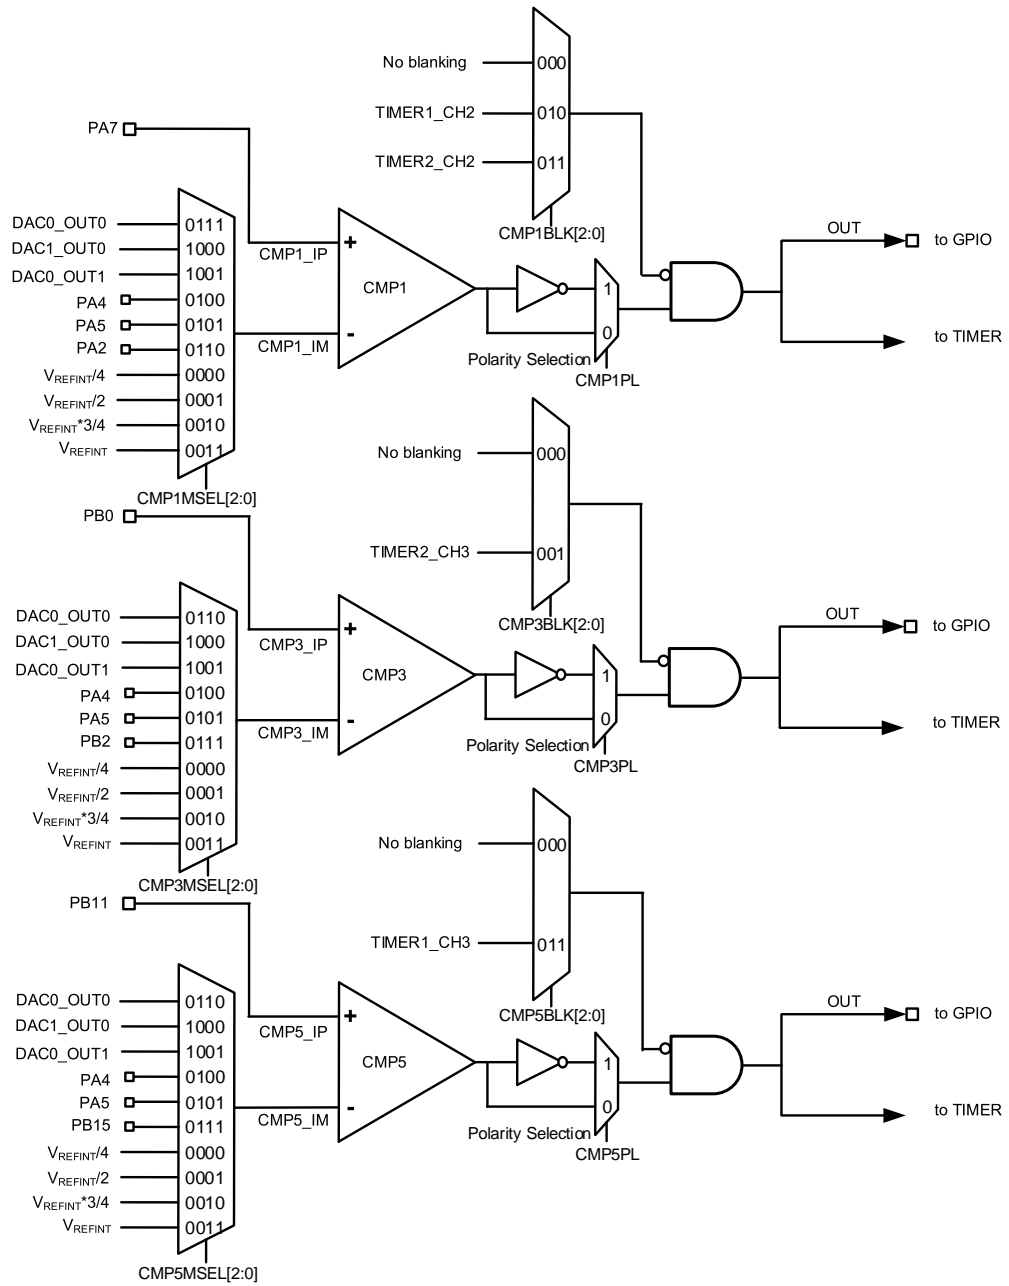 No blanking
000
TIMER1_CH2
010
TIMER2_CH2
011
CMP1BLK[2:0]
PA7
DAC0_OUT0
0111
DAC1_OUT0
1000
DAC0_OUT1
1001
PA4
0100
PA5
0101
PA2
0110
VREFINT/4
0000
VREFINT/2
0001
VREFINT*3/4
0010
VREFINT
0011
CMP1MSEL[2:0]
+
CMP1_IP
CMP1
-
CMP1_IM
1
0
Polarity Selection
CMP1PL
OUT
to GPIO
to TIMER
No blanking
000
TIMER2_CH3
001
CMP3BLK[2:0]
PB0
DAC0_OUT0
0110
DAC1_OUT0
1000
DAC0_OUT1
1001
PA4
0100
PA5
0101
PB2
0111
VREFINT/4
0000
VREFINT/2
0001
VREFINT*3/4
0010
VREFINT
0011
CMP3MSEL[2:0]
+
CMP3_IP
CMP3
-
CMP3_IM
1
0
Polarity Selection
CMP3PL
OUT
to GPIO
to TIMER
No blanking
000
TIMER1_CH3
011
CMP5BLK[2:0]
PB11
DAC0_OUT0
0110
DAC1_OUT0
1000
DAC0_OUT1
1001
PA4
0100
PA5
0101
PB15
0111
VREFINT/4
0000
VREFINT/2
0001
VREFINT*3/4
0010
VREFINT
0011
CMP5MSEL[2:0]
+
CMP5_IP
CMP5
-
CMP5_IM
1
0
Polarity Selection
CMP5PL
OUT
to GPIO
to TIMER